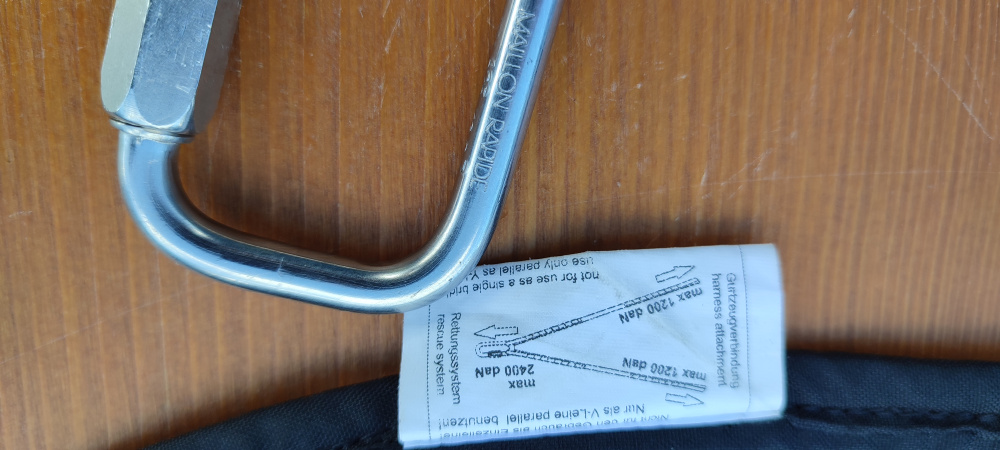 MAILLON RAPIDE
not for use as a single brid
use only parallel as Y-
Gurtzeugverbindung
harness attachment
max 1200 daN
max 1200 daN
max
2400 daN
Rettungssystem
rescue system
Nur als V-Leine parallel benutzen!